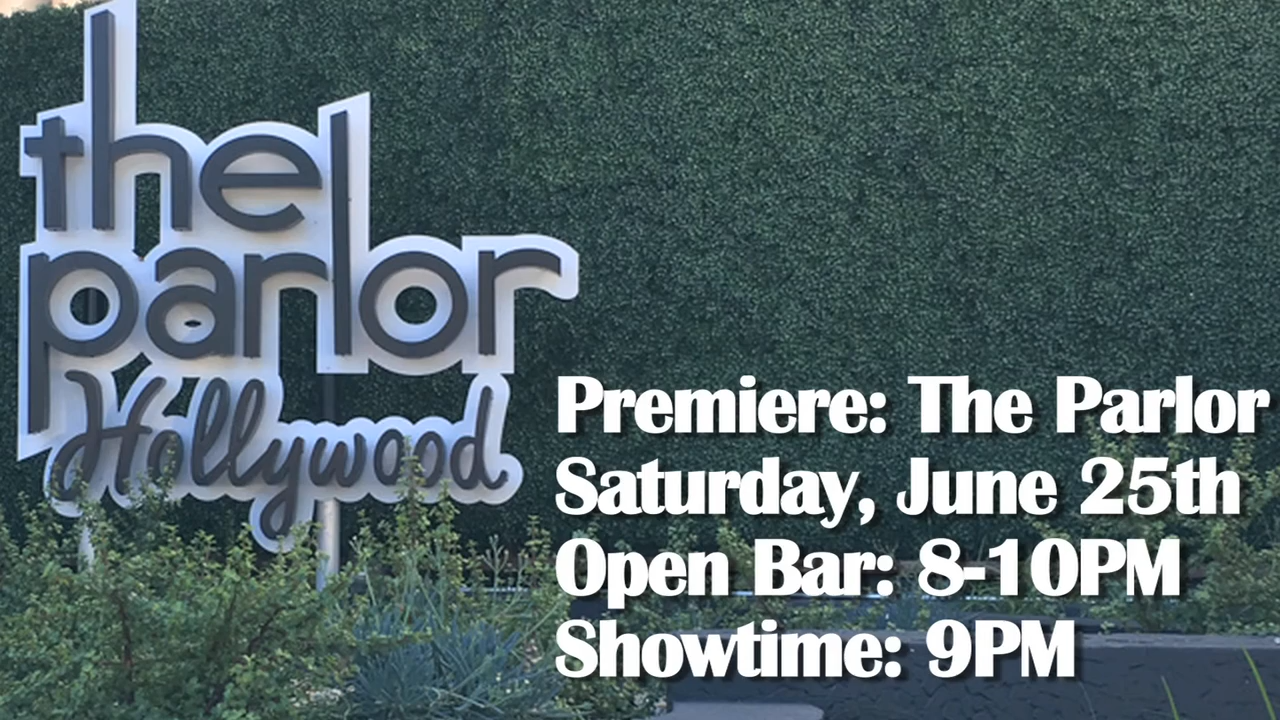 the
parlor
Hollywood
Premiere: The Parlor
Saturday, June 25th
Open Bar: 8-10PM
Showtime: 9PM